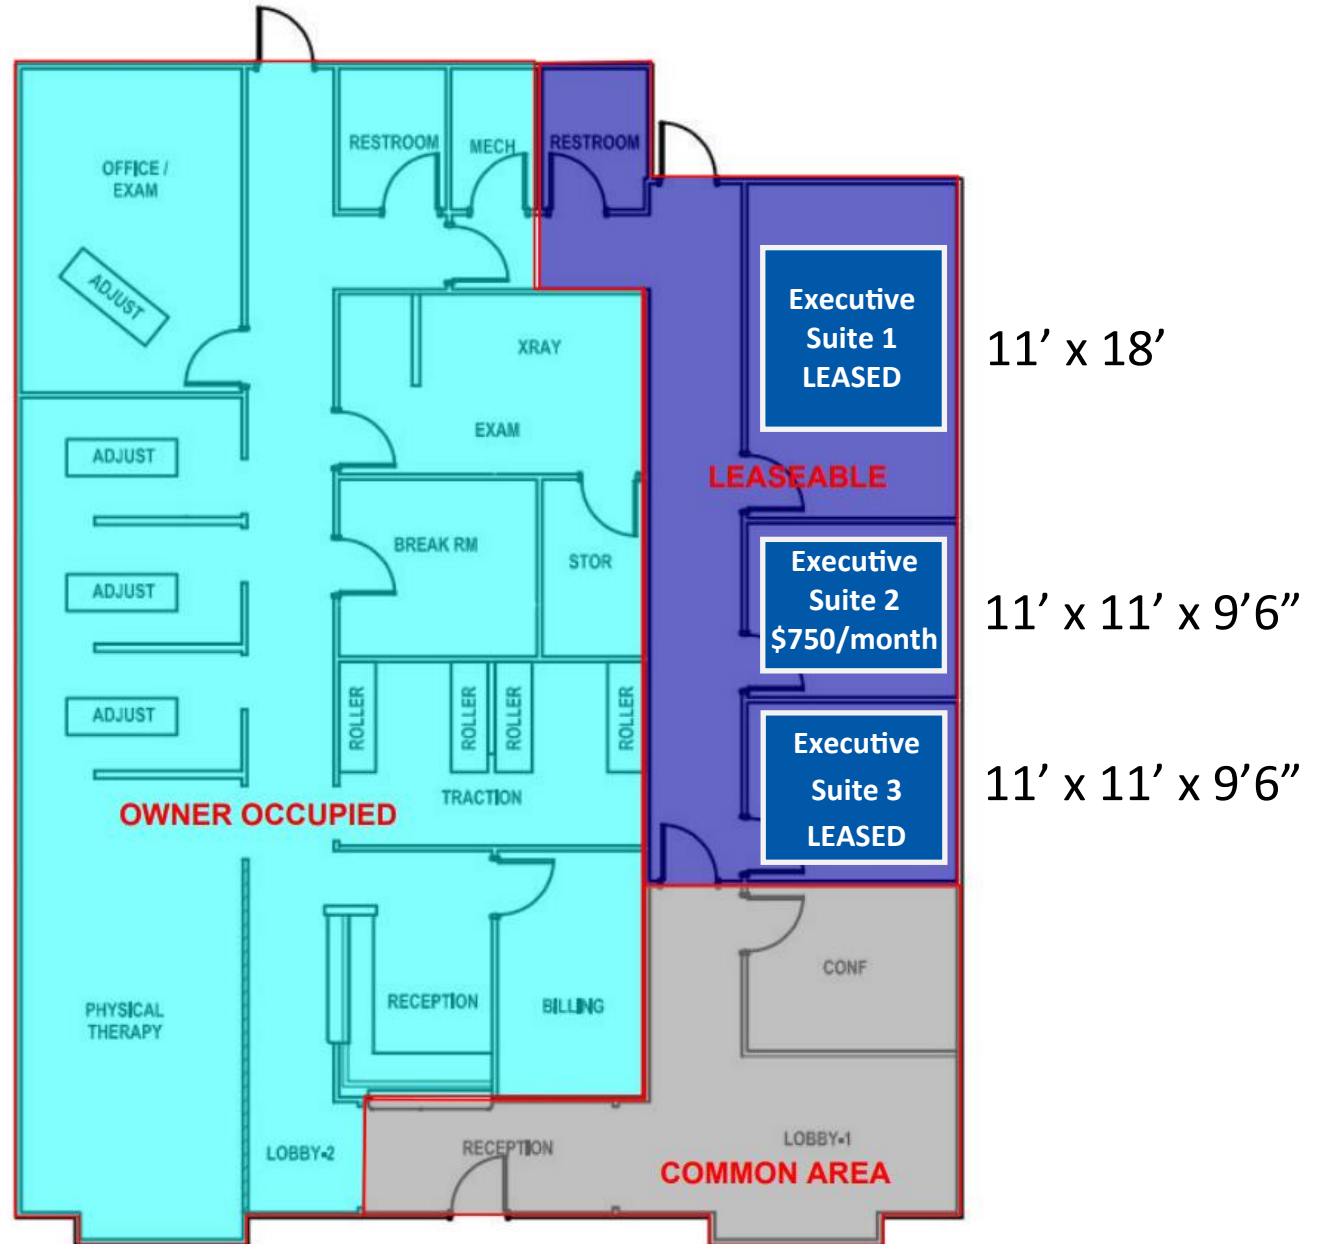 RESTROOM
MECH
RESTROOM
OFFICE /
EXAM
ADJUST
Executive
Suite 1
LEASED
11’ x 18’
XRAY
EXAM
ADJUST
LEASEABLE
BREAK RM
STOR
ADJUST
Executive
Suite 2
$750/month
11’ x 11’ x 9’6”
ROLLER
ROLLER
ROLLER
ROLLER
ADJUST
Executive
Suite 3
LEASED
11’ x 11’ x 9’6”
TRACTION
OWNER OCCUPIED
CONF
RECEPTION
BILLING
PHYSICAL
THERAPY
LOBBY-2
RECEPTION
LOBBY-1
COMMON AREA